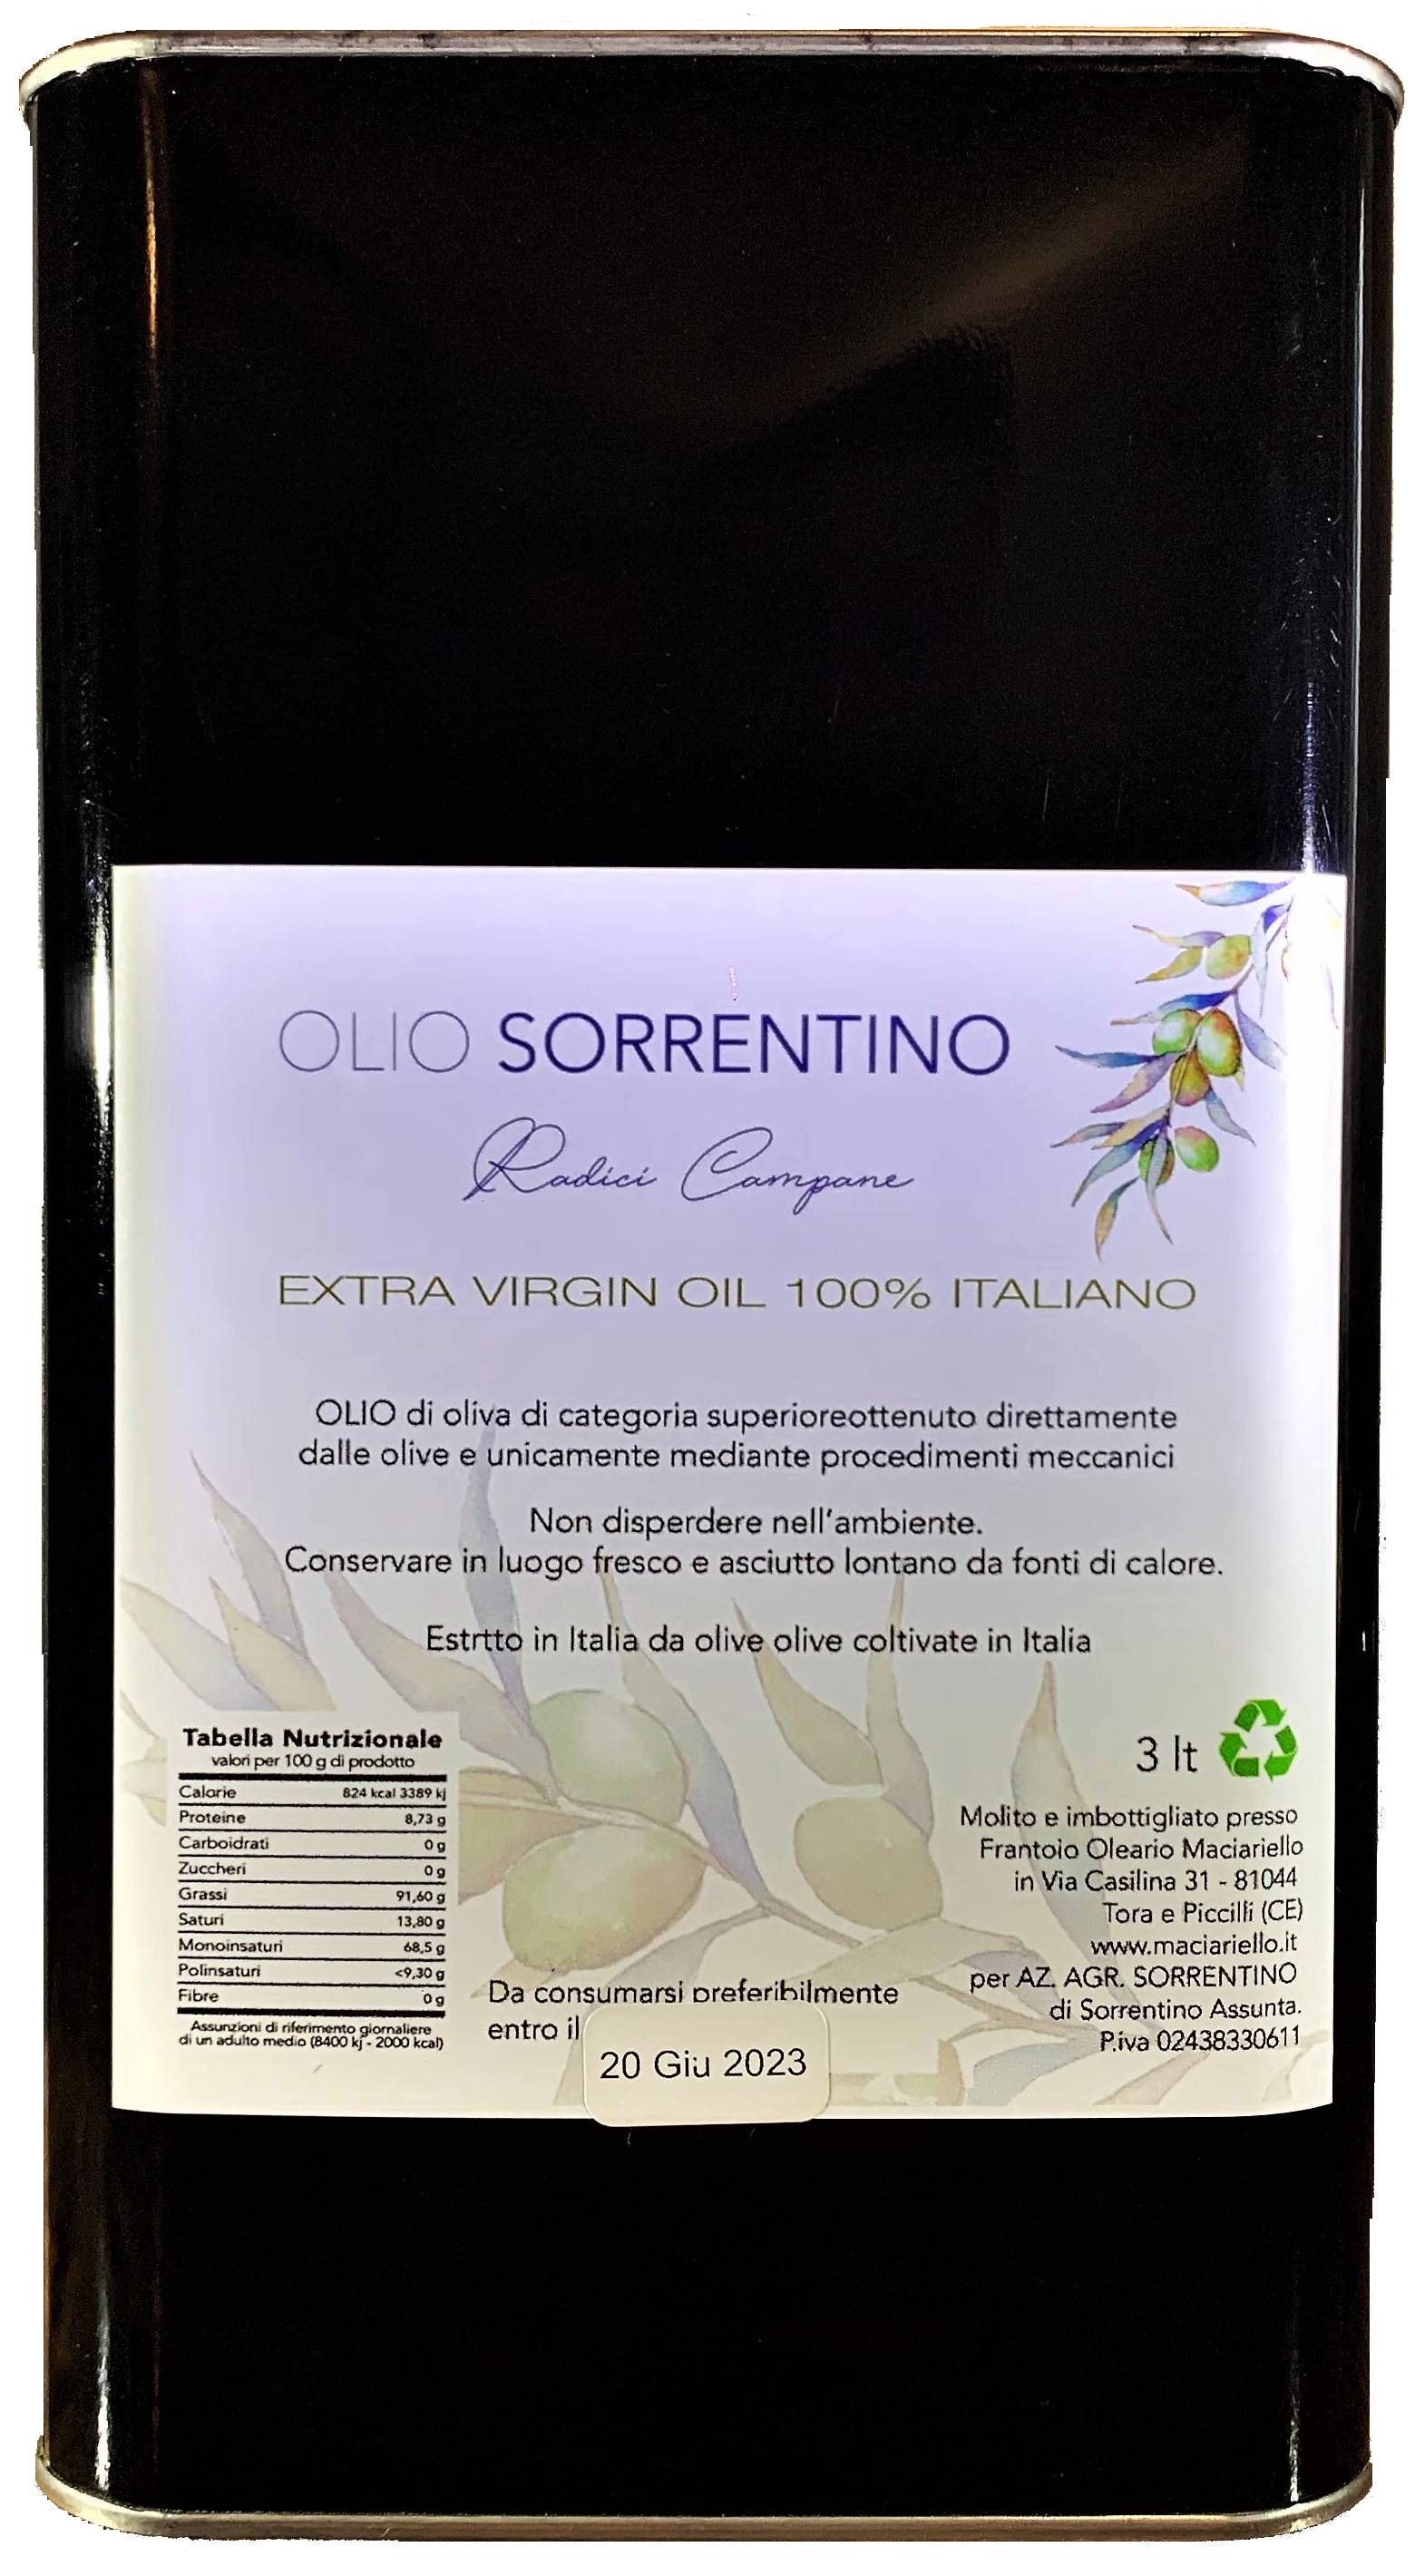 OLIO SORRENTINO
Radici Campane
EXTRA VIRGIN OIL 100% ITALIANO
OLIO di oliva di categoria superioreottenuto direttamente
dalle olive e unicamente mediante procedimenti meccanici
Non disperdere nell'ambiente.
Conservare in luogo fresco e asciutto lontano da fonti di calore.
Estrtto in Italia da olive olive coltivate in Italia
Tabella Nutrizionale
valori per 100 g di prodotto
Calorie 824 kcal 3389 kj
Proteine 8,73 g
Carboidrati 0 g
Zuccheri 0 g
Grassi 91,60 g
Saturi 13,80 g
Monoinsaturi 68,5 g
Polinsaturi <9,30 g
Fibre 0 g
Assunzioni di riferimento giornaliere
di un adulto medio (8400 kj - 2000 kcal)
Da consumarsi preferibilmente
entro il
20 Giu 2023
3 lt
Molito e imbottigliato presso
Frantoio Oleario Maciariello
in Via Casilina 31 - 81044
Tora e Piccilli (CE)
www.maciariello.it
per AZ. AGR. SORRENTINO
di Sorrentino Assunta.
P.iva 02438330611